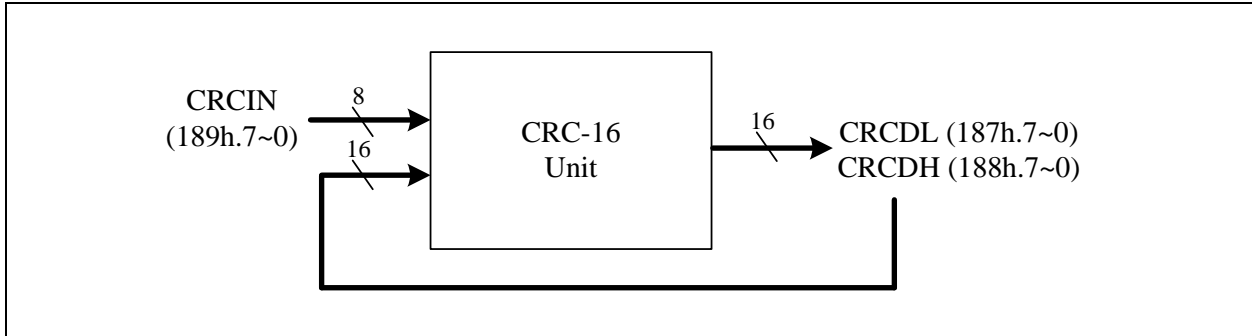 CRCIN
(189h.7~0)
8
16
CRC-16
Unit
16
CRCDL (187h.7~0)
CRCDH (188h.7~0)